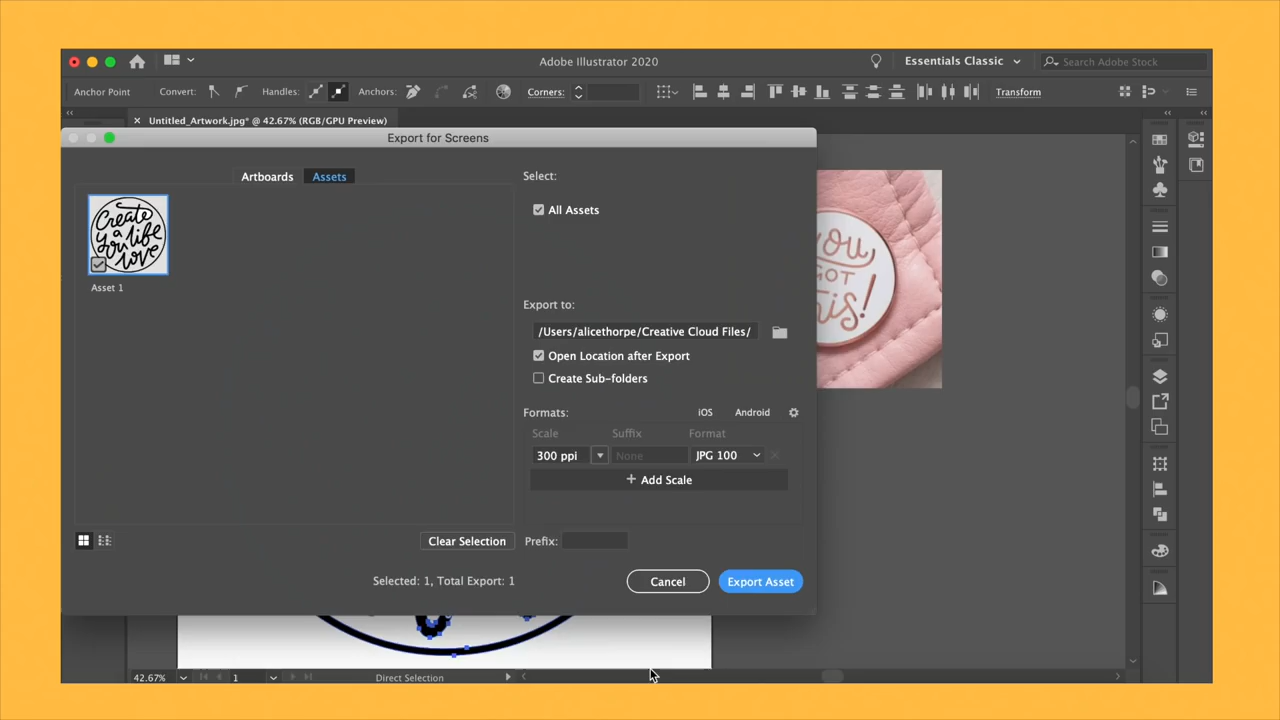 Adobe Illustrator 2020
Essentials Classic
Search Adobe Stock
Anchor Point
Convert:
Handles:
Anchors:
Corners:
Transform
Untitled_Artwork.jpg* @ 42.67% (RGB/GPU Preview)
Export for Screens
Artboards
Assets
Create
a
you life
love
Asset 1
Select:
All Assets
Export to:
/Users/alicethorpe/Creative Cloud Files/
Open Location after Export
Create Sub-folders
Formats:
iOS
Android
Scale
Suffix
Format
300 ppi
None
JPG 100
+ Add Scale
Clear Selection
Prefix:
Selected: 1, Total Export: 1
Cancel
Export Asset
you
GOT
this!
42.67%
1
Direct Selection